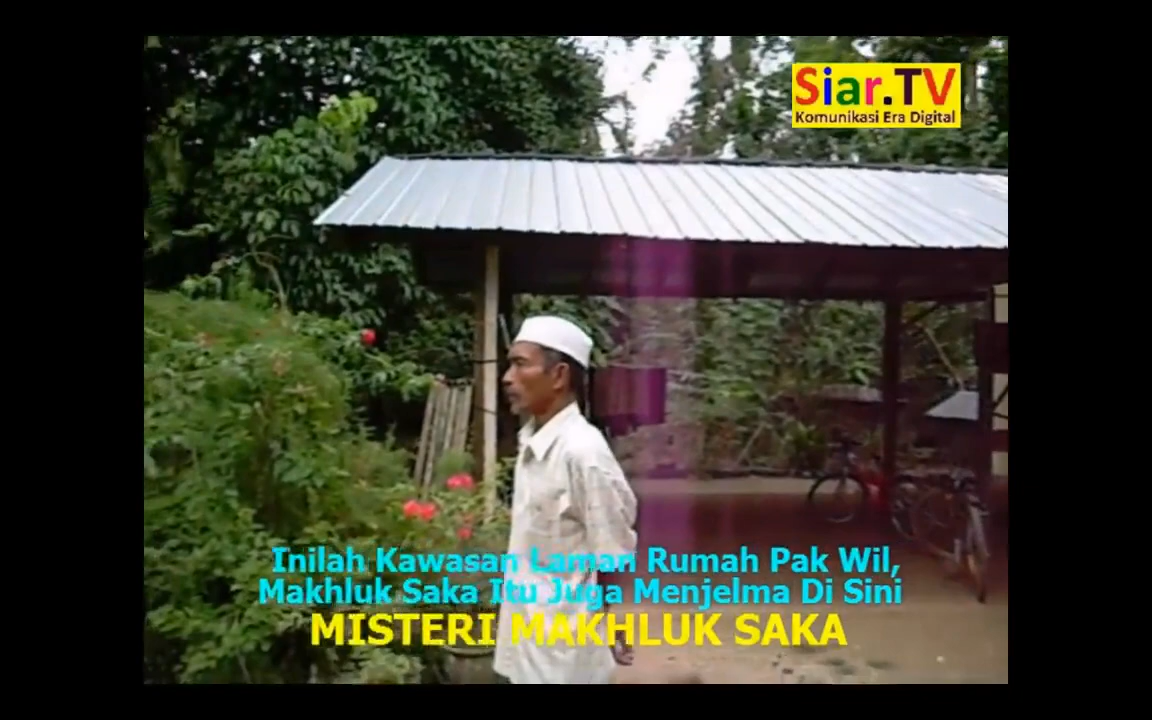 Siar.TV
Komunikasi Era Digital
Inilah Kawasan Laman Rumah Pak Wil,
Makhluk Saka Itu Juga Menjelma Di Sini
MISTERI MAKHLUK SAKA